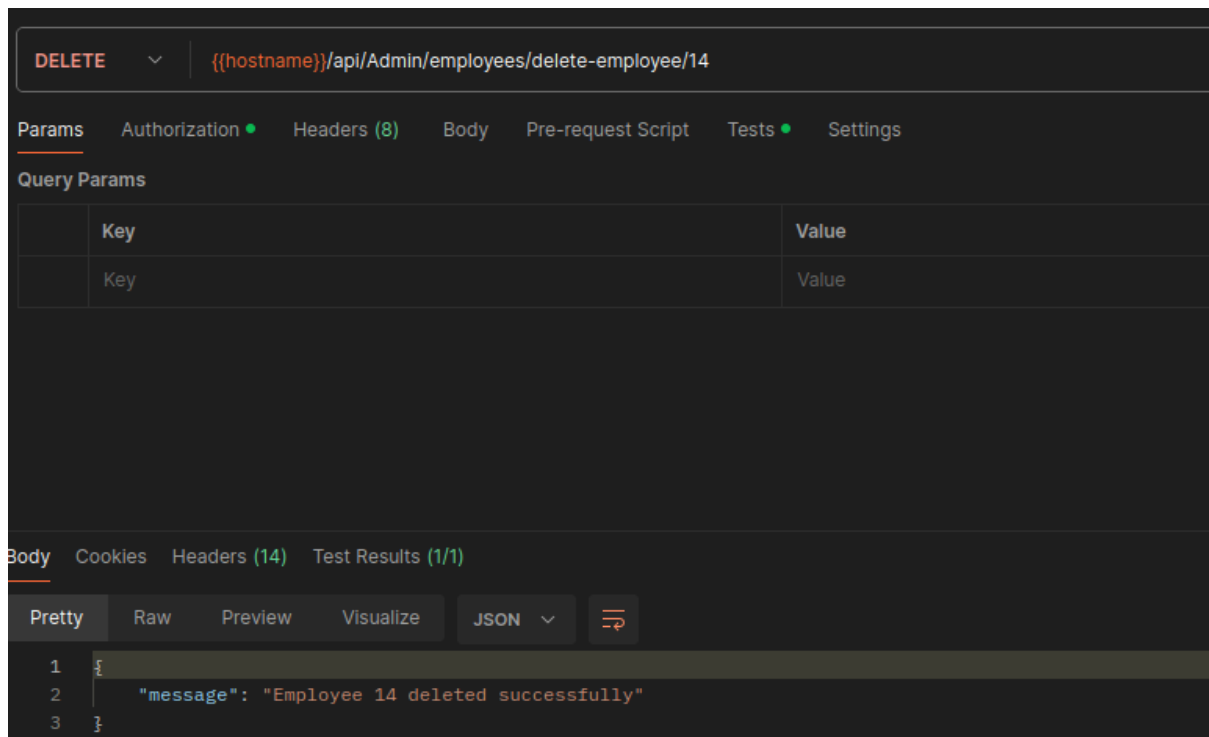 DELETE {{hostname}}/api/Admin/employees/delete-employee/14
Params Authorization Headers (8) Body Pre-request Script Tests Settings
Query Params
Key Value
Key Value
Body Cookies Headers (14) Test Results (1/1)
Pretty Raw Preview Visualize JSON
1 {
2 "message": "Employee 14 deleted successfully"
3 }